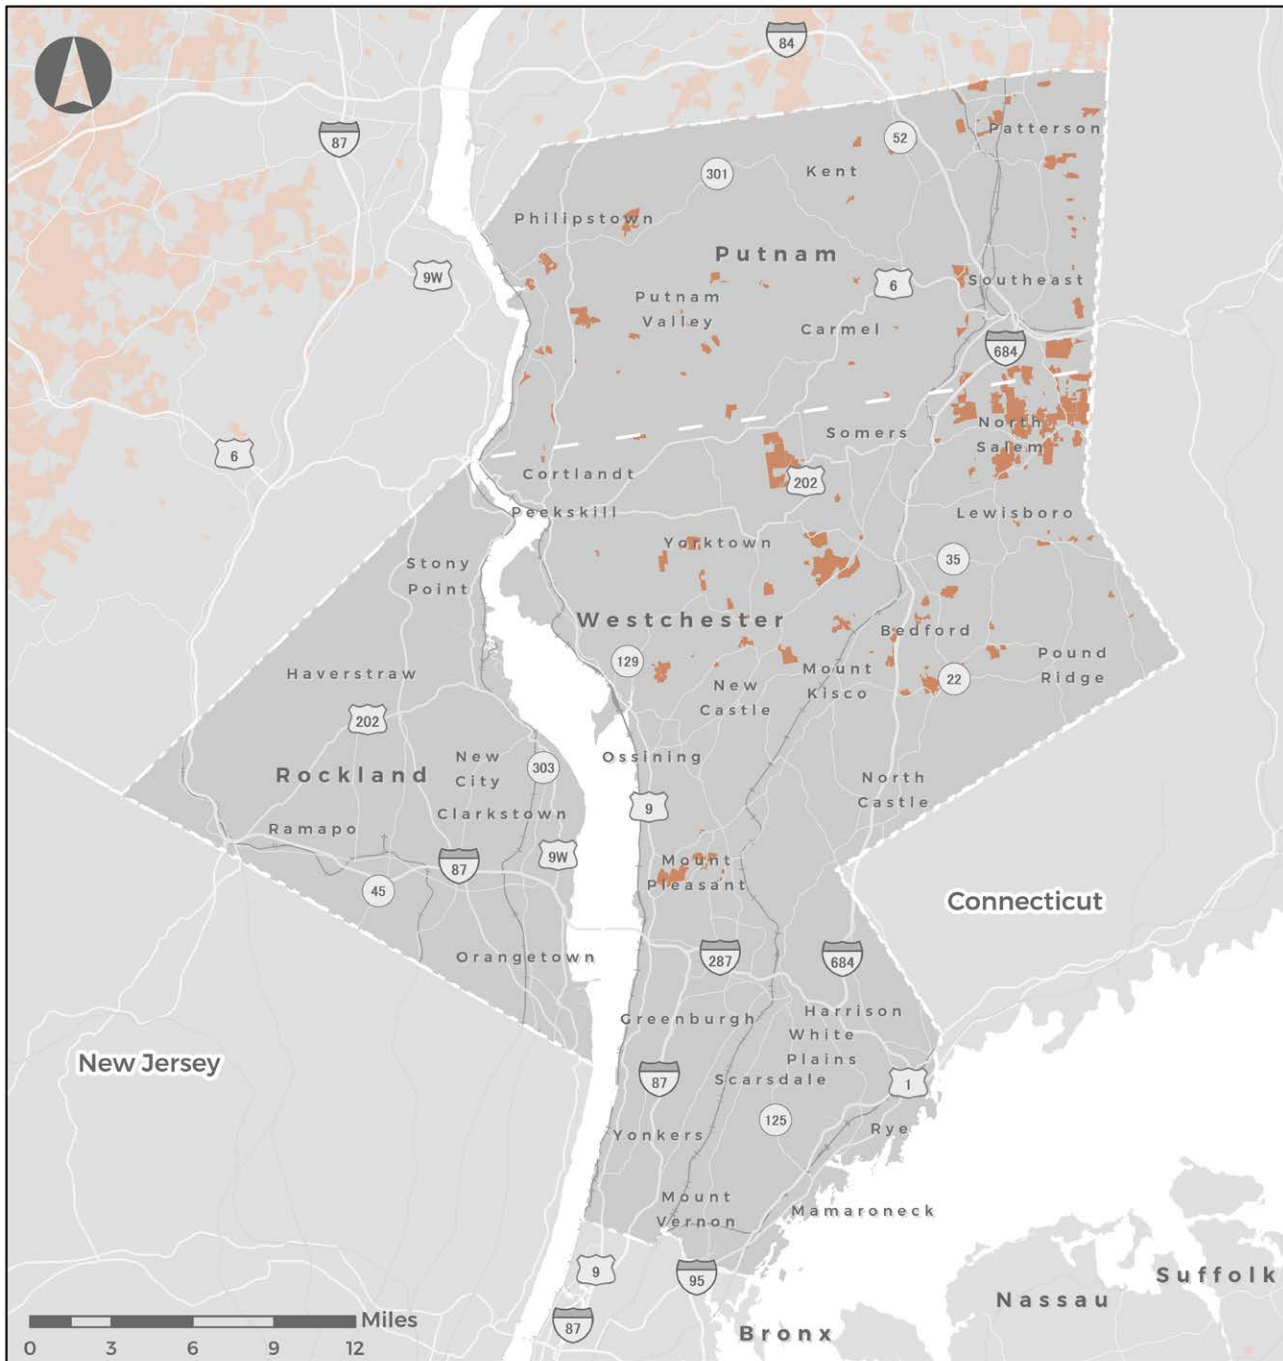 84
87
52
Patterson
301
Kent
Philipstown
Putnam
9W
6
Southeast
Putnam
Valley
Carmel
684
North
Salem
Somers
6
Cortlandt
202
Peekskill
Lewisboro
Yorktown
35
Stony
Point
Westchester
Bedford
129
Pound
Ridge
Haverstraw
Mount
Kisco
22
New
Castle
202
Ossining
New
City
303
Rockland
North
Castle
9
Clarkstown
Ramapo
9W
87
Mount
Pleasant
45
Connecticut
Orangetown
287
684
Harrison
Greenburgh
White
Plains
New Jersey
87
Scarsdale
1
125
Rye
Yonkers
Mount
Vernon
Mamaroneck
9
95
Suffolk
Nassau
Miles
87
Bronx
0 3 6 9 12